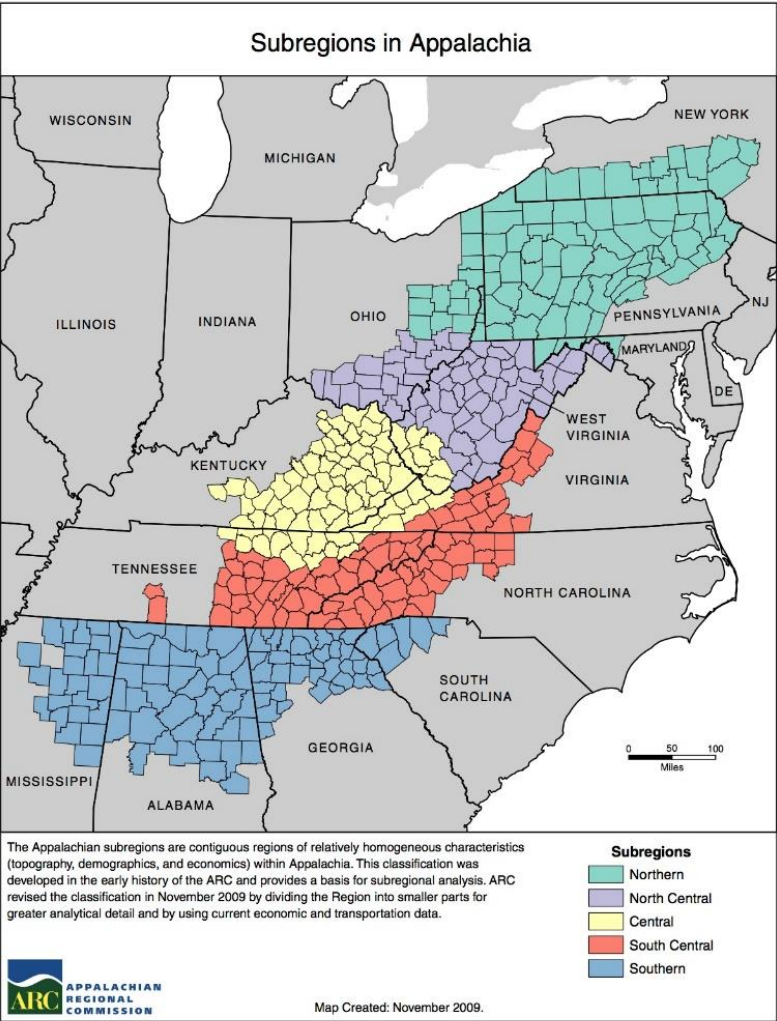 Subregions in Appalachia
WISCONSIN
NEW YORK
MICHIGAN
ILLINOIS
INDIANA
OHIO
PENNSYLVANIA
NJ
MARYLAND
DE
WEST
VIRGINIA
KENTUCKY
VIRGINIA
TENNESSEE
NORTH CAROLINA
SOUTH
CAROLINA
GEORGIA
MISSISSIPPI
ALABAMA
0 50 100
Miles
The Appalachian subregions are contiguous regions of relatively homogeneous characteristics
(topography, demographics, and economics) within Appalachia. This classification was
developed in the early history of the ARC and provides a basis for subregional analysis. ARC
revised the classification in November 2009 by dividing the Region into smaller parts for
greater analytical detail and by using current economic and transportation data.
Subregions
Northern
North Central
Central
South Central
Southern
ARC
APPALACHIAN
REGIONAL
COMMISSION
Map Created: November 2009.